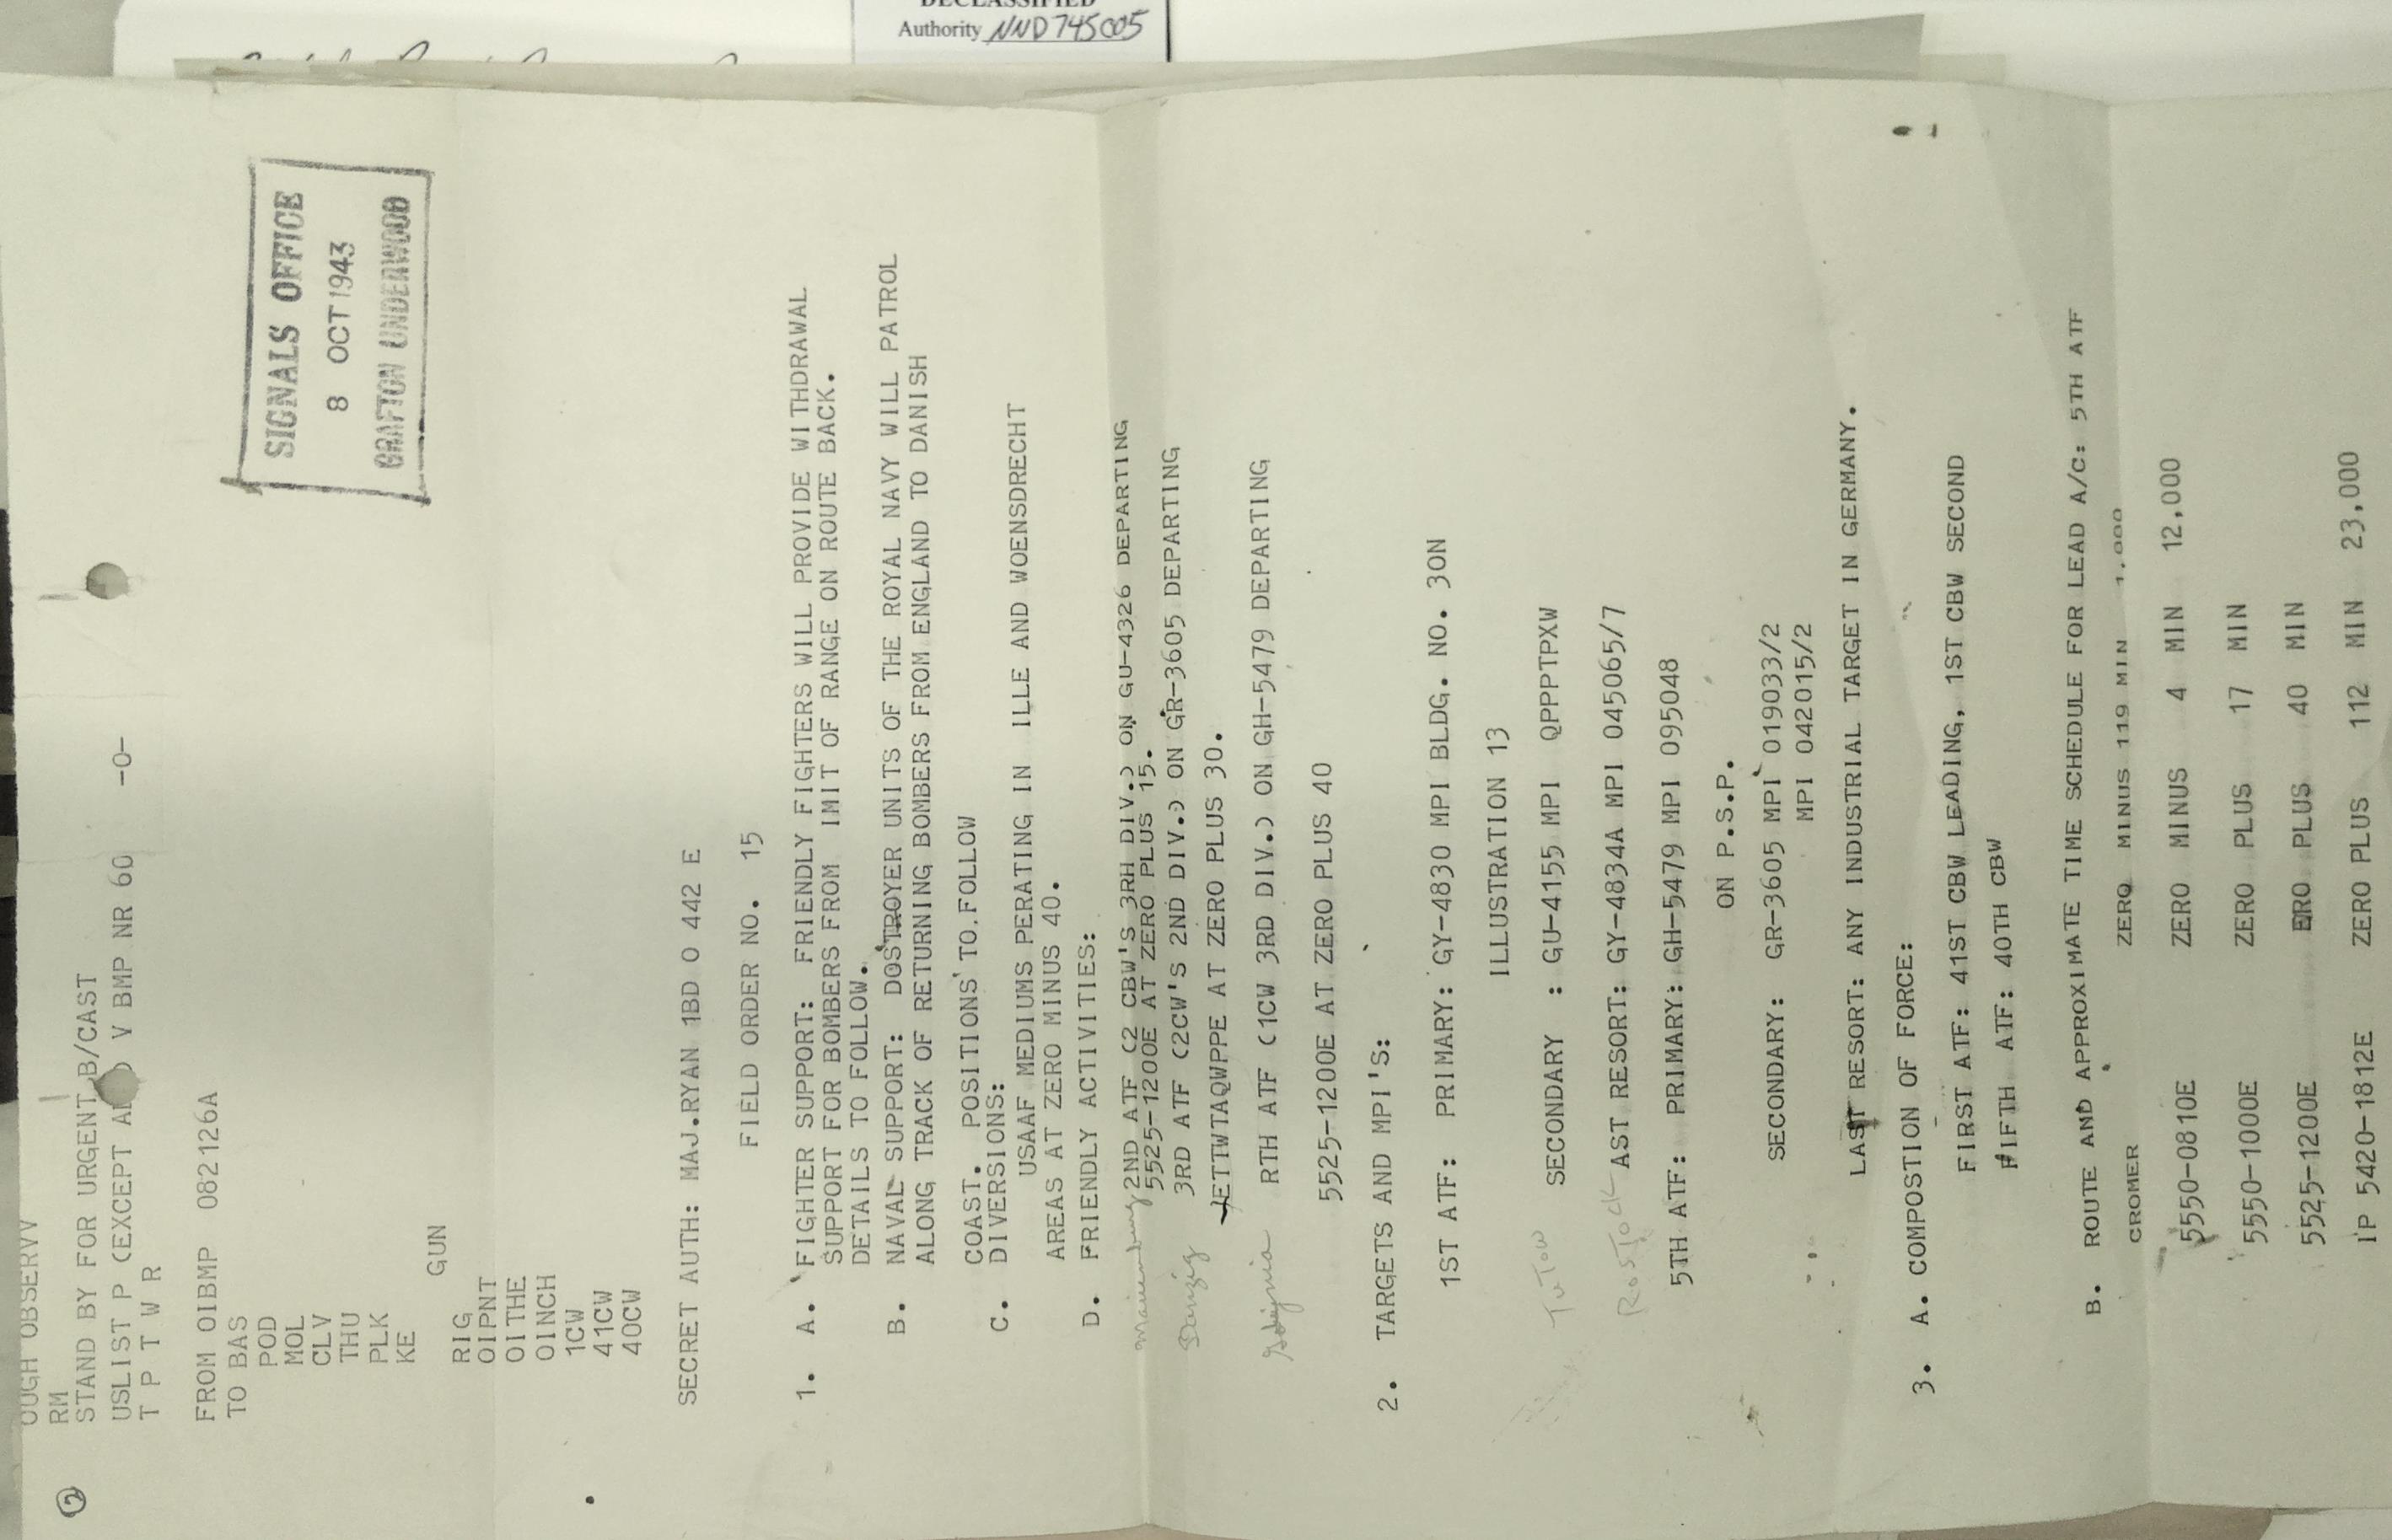 DECLASSIFIED
Authority NND 745005
②
OUGH OBSERVV
RM
STAND BY FOR URGENT B/CAST
USLIST P (EXCEPT AND V BMP NR 60 -0-
T P T W R
SIGNALS OFFICE
8 OCT 1943
GRAFTON UNDERWOOD
FROM OIBMP 082126A
TO BAS
POD
MOL
CLV
THU
PLK
KE
GUN
RIG
OIPNT
OITHE
OINCH
1CW
41CW
40CW
SECRET AUTH: MAJ.RYAN 1BD O 442 E
FIELD ORDER NO. 15
1. A. FIGHTER SUPPORT: FRIENDLY FIGHTERS WILL PROVIDE WITHDRAWAL
SUPPORT FOR BOMBERS FROM IMIT OF RANGE ON ROUTE BACK.
DETAILS TO FOLLOW.
B. NAVAL SUPPORT: DOSTROYER UNITS OF THE ROYAL NAVY WILL PATROL
ALONG TRACK OF RETURNING BOMBERS FROM ENGLAND TO DANISH
COAST. POSITIONS TO.FOLLOW
C. DIVERSIONS:
USAAF MEDIUMS PERATING IN ILLE AND WOENSDRECHT
AREAS AT ZERO MINUS 40.
D. FRIENDLY ACTIVITIES:
2ND ATF (2 CBW'S 3RH DIV.) ON GU-4326 DEPARTING
5525-1200E AT ZERO PLUS 15.
Danzig 3RD ATF (2CW'S 2ND DIV.) ON GR-3605 DEPARTING
ETTWTAQWPPE AT ZERO PLUS 30.
Gdynia RTH ATF (1CW 3RD DIV.) ON GH-5479 DEPARTING
5525-1200E AT ZERO PLUS 40
2. TARGETS AND MPI'S:
1ST ATF: PRIMARY: GY-4830 MPI BLDG. NO. 3ON
ILLUSTRATION 13
TuTow SECONDARY : GU-4155 MPI QPPPTPXW
RosTock AST RESORT: GY-4834A MPI 045065/7
5TH ATF: PRIMARY: GH-5479 MPI 095048
ON P.S.P.
SECONDARY: GR-3605 MPI 019033/2
MPI 042015/2
LAST RESORT: ANY INDUSTRIAL TARGET IN GERMANY.
3. A. COMPOSTION OF FORCE:
FIRST ATF: 41ST CBW LEADING, 1ST CBW SECOND
FIFTH ATF: 40TH CBW
B. ROUTE AND APPROXIMATE TIME SCHEDULE FOR LEAD A/C: 5TH ATF
CROMER ZERO MINUS 119 MIN 1,000
5550-0810E ZERO MINUS 4 MIN 12,000
5550-1000E ZERO PLUS 17 MIN
5525-1200E ERO PLUS 40 MIN
IP 5420-1812E ZERO PLUS 112 MIN 23,000